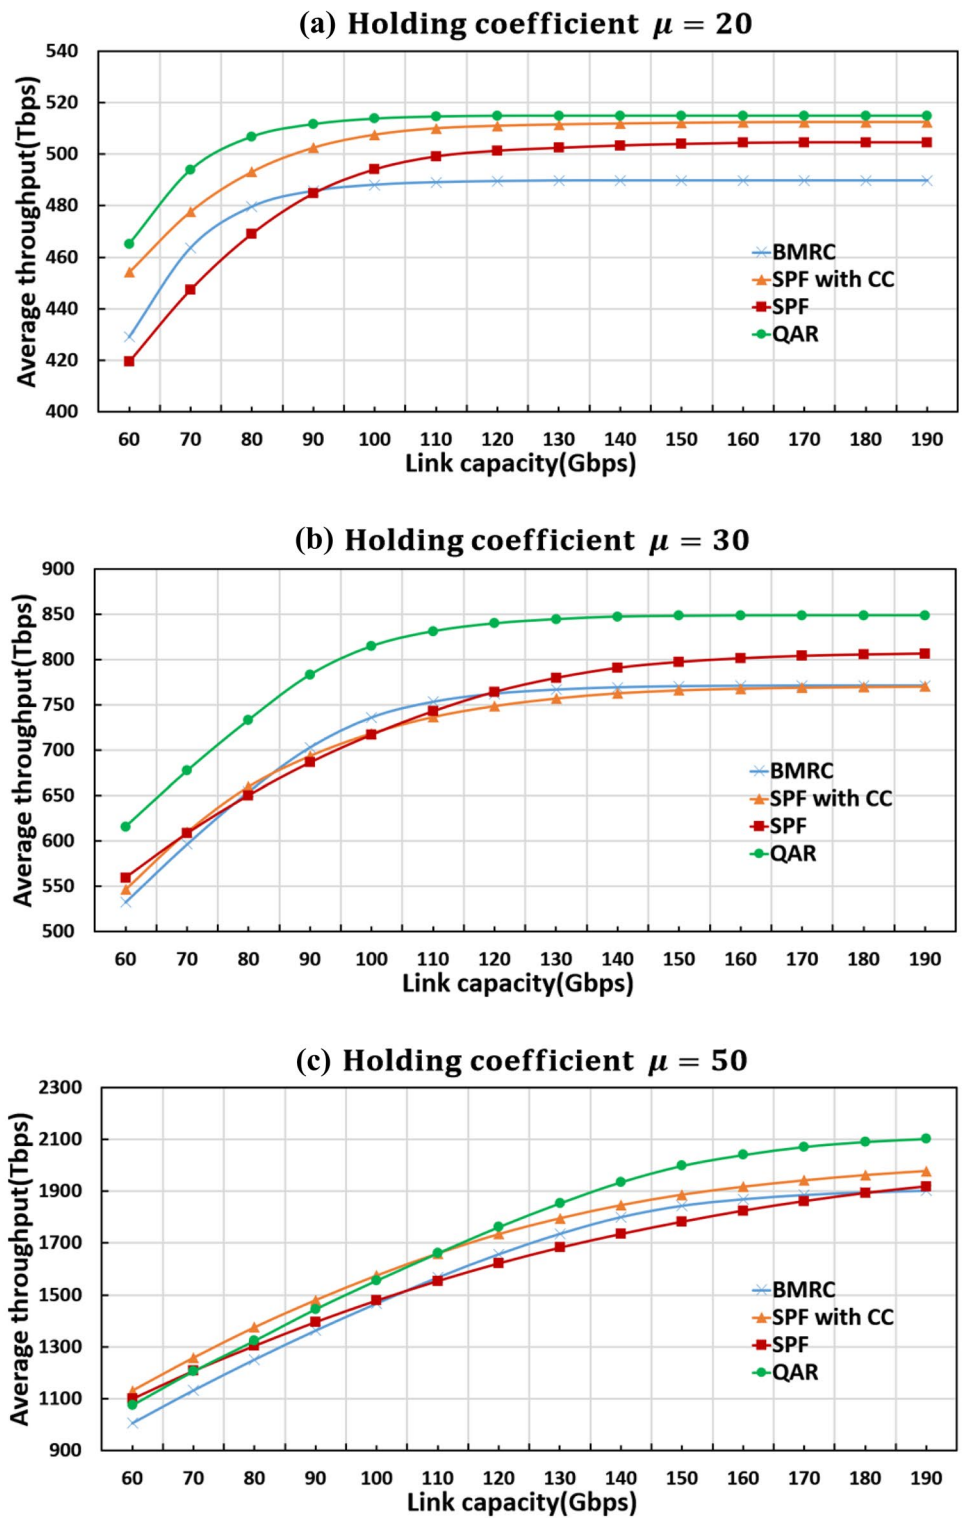 (a) Holding coefficient μ = 20
Average throughput(Tbps)
540
520
500
480
460
440
420
400
BMRC
SPF with CC
SPF
QAR
60 70 80 90 100 110 120 130 140 150 160 170 180 190
Link capacity(Gbps)
(b) Holding coefficient μ = 30
Average throughput(Tbps)
900
850
800
750
700
650
600
550
500
BMRC
SPF with CC
SPF
QAR
60 70 80 90 100 110 120 130 140 150 160 170 180 190
Link capacity(Gbps)
(c) Holding coefficient μ = 50
Average throughput(Tbps)
2300
2100
1900
1700
1500
1300
1100
900
BMRC
SPF with CC
SPF
QAR
60 70 80 90 100 110 120 130 140 150 160 170 180 190
Link capacity(Gbps)